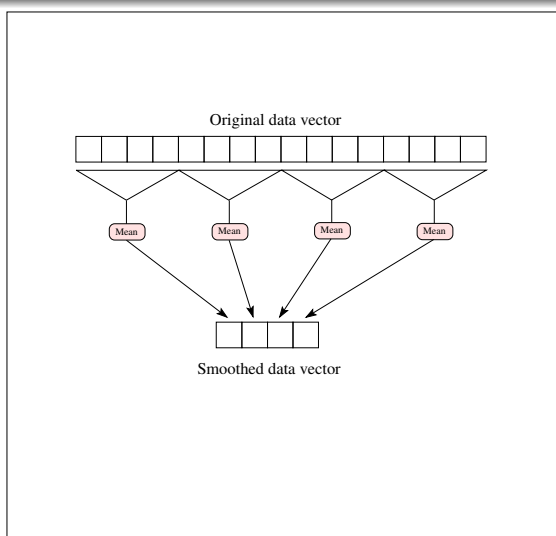 Original data vector
Mean Mean Mean Mean
Smoothed data vector